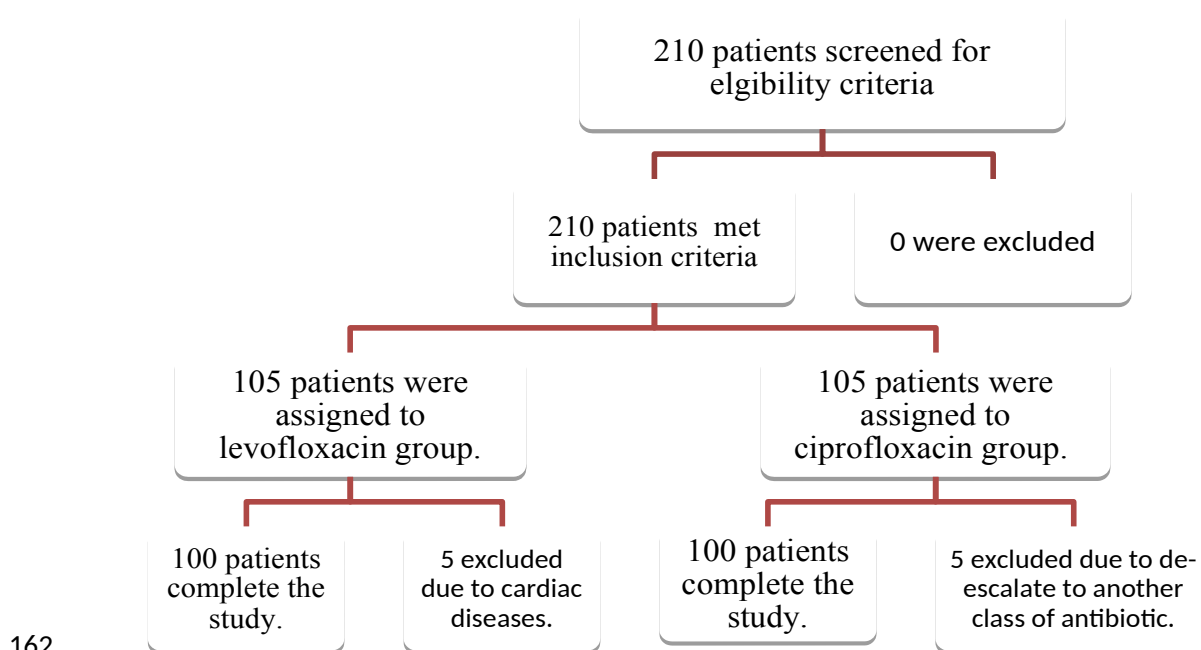 210 patients screened for
elgibility criteria
210 patients met
inclusion criteria
0 were excluded
105 patients were
assigned to
levofloxacin group.
105 patients were
assigned to
ciprofloxacin group.
100 patients
complete the
study.
5 excluded
due to cardiac
diseases.
100 patients
complete the
study.
5 excluded due to de-
escalate to another
class of antibiotic.
162